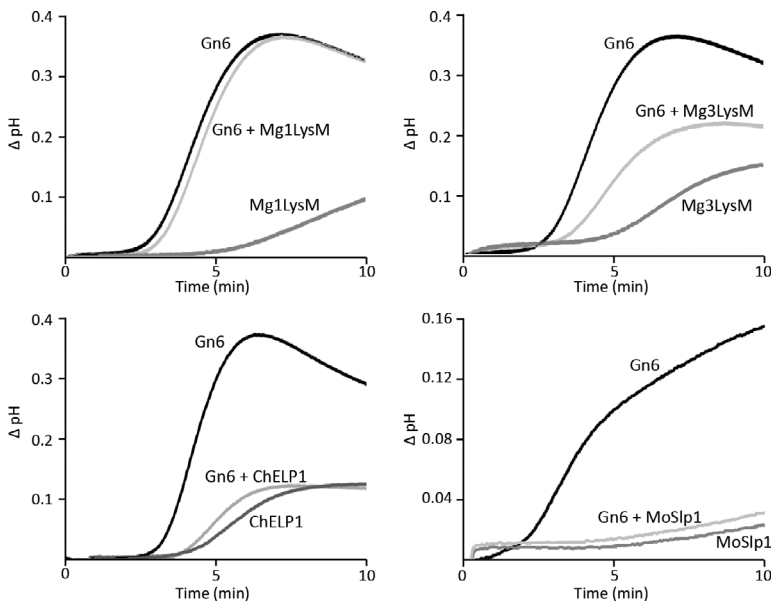 0.4
0.3
0.2
0.1
Δ pH
Gn6
Gn6 + Mg1LysM
Mg1LysM
0
5
10
Time (min)
0.4
0.3
0.2
0.1
Δ pH
Gn6
Gn6 + Mg3LysM
Mg3LysM
0
5
10
Time (min)
0.4
0.3
0.2
0.1
Δ pH
Gn6
Gn6 + ChELP1
ChELP1
0
5
10
Time (min)
0.16
0.12
0.08
0.04
Δ pH
Gn6
Gn6 + MoSlp1
MoSlp1
0
5
10
Time (min)